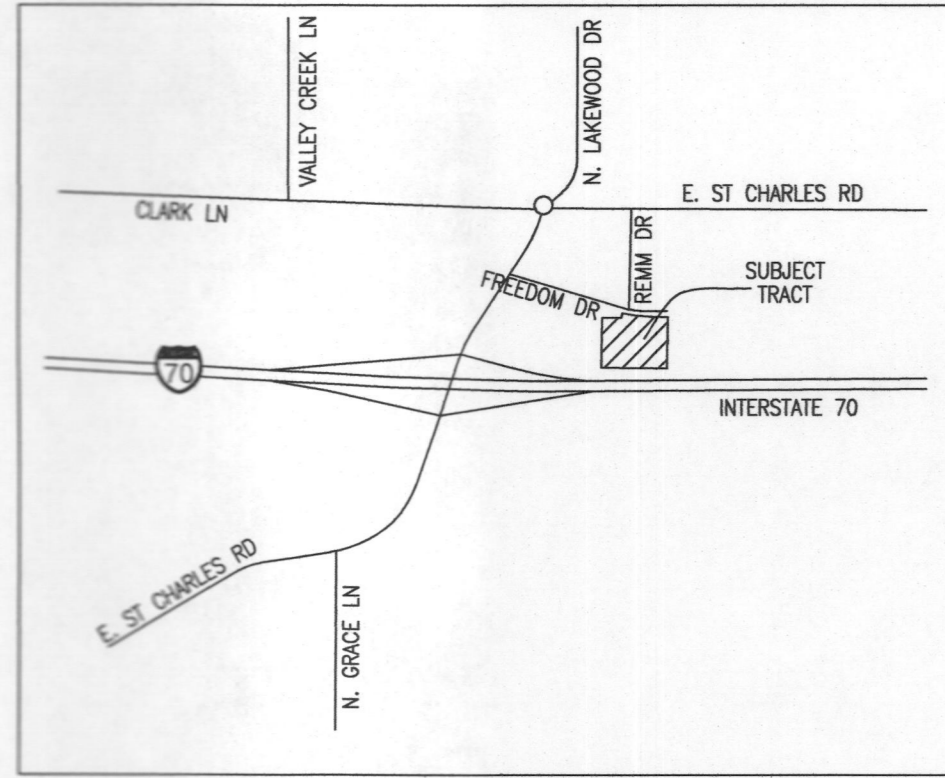 VALLEY CREEK LN
N. LAKEWOOD DR
CLARK LN
E. ST CHARLES RD
REMM DR
FREEDOM DR
SUBJECT
TRACT
70
INTERSTATE 70
E. ST CHARLES RD
N. GRACE LN